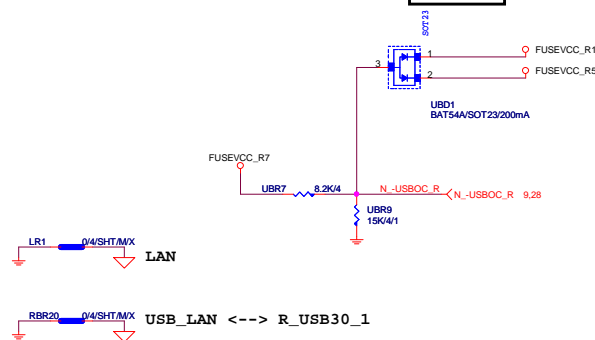 SOT23
1
FUSEVCC_R1
3
2
FUSEVCC_R5
UBD1
BAT54A/SOT23/200mA
FUSEVCC_R7
UBR7
8.2K/4
N_-USBOC_R
N_-USBOC_R 9,28
UBR9
15K/4/1
LR1
0/4/SHT/M/X
LAN
RBR20
0/4/SHT/M/X
USB_LAN <--> R_USB30_1